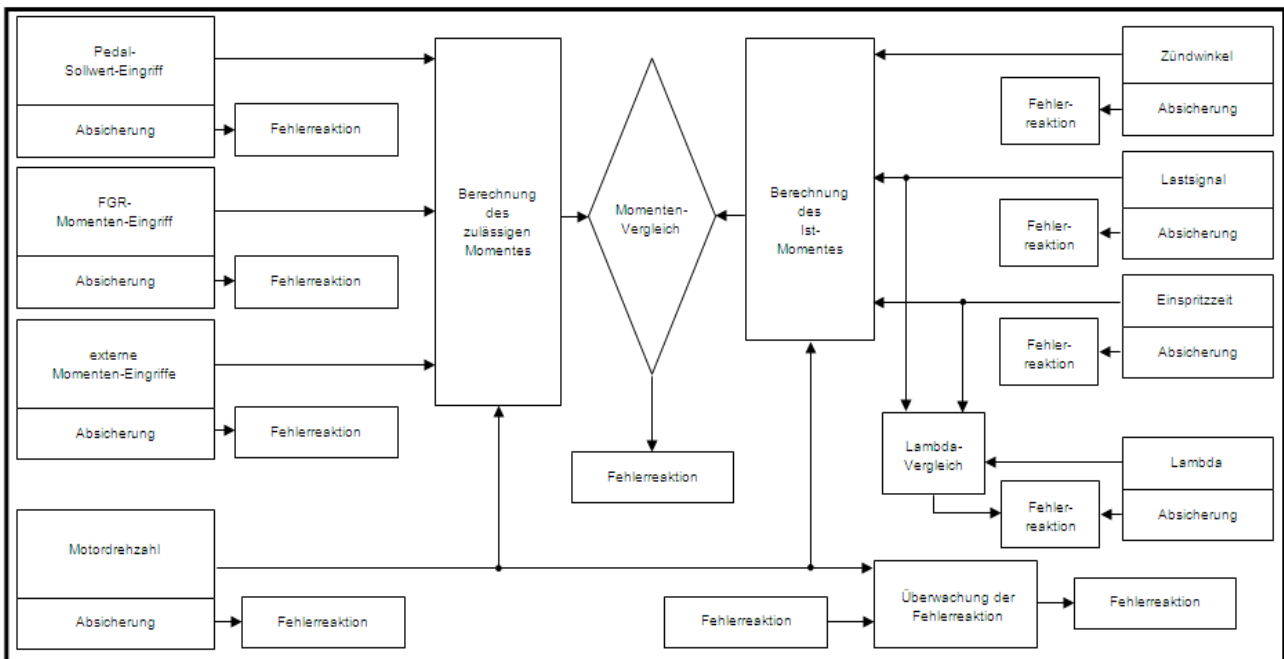 Pedal-
Sollwert-Eingriff
Absicherung
Fehlerreaktion
FGR-
Momenten-Eingriff
Absicherung
Fehlerreaktion
externe
Momenten-Eingriffe
Absicherung
Fehlerreaktion
Motordrehzahl
Absicherung
Fehlerreaktion
Berechnung
des
zulässigen
Momentes
Momenten-
Vergleich
Fehlerreaktion
Berechnung
des
Ist-
Momentes
Zündwinkel
Absicherung
Fehler-
reaktion
Lastsignal
Absicherung
Fehler-
reaktion
Einspritzzeit
Absicherung
Fehler-
reaktion
Lambda-
Vergleich
Lambda
Absicherung
Fehler-
reaktion
Fehlerreaktion
Überwachung der
Fehlerreaktion
Fehlerreaktion